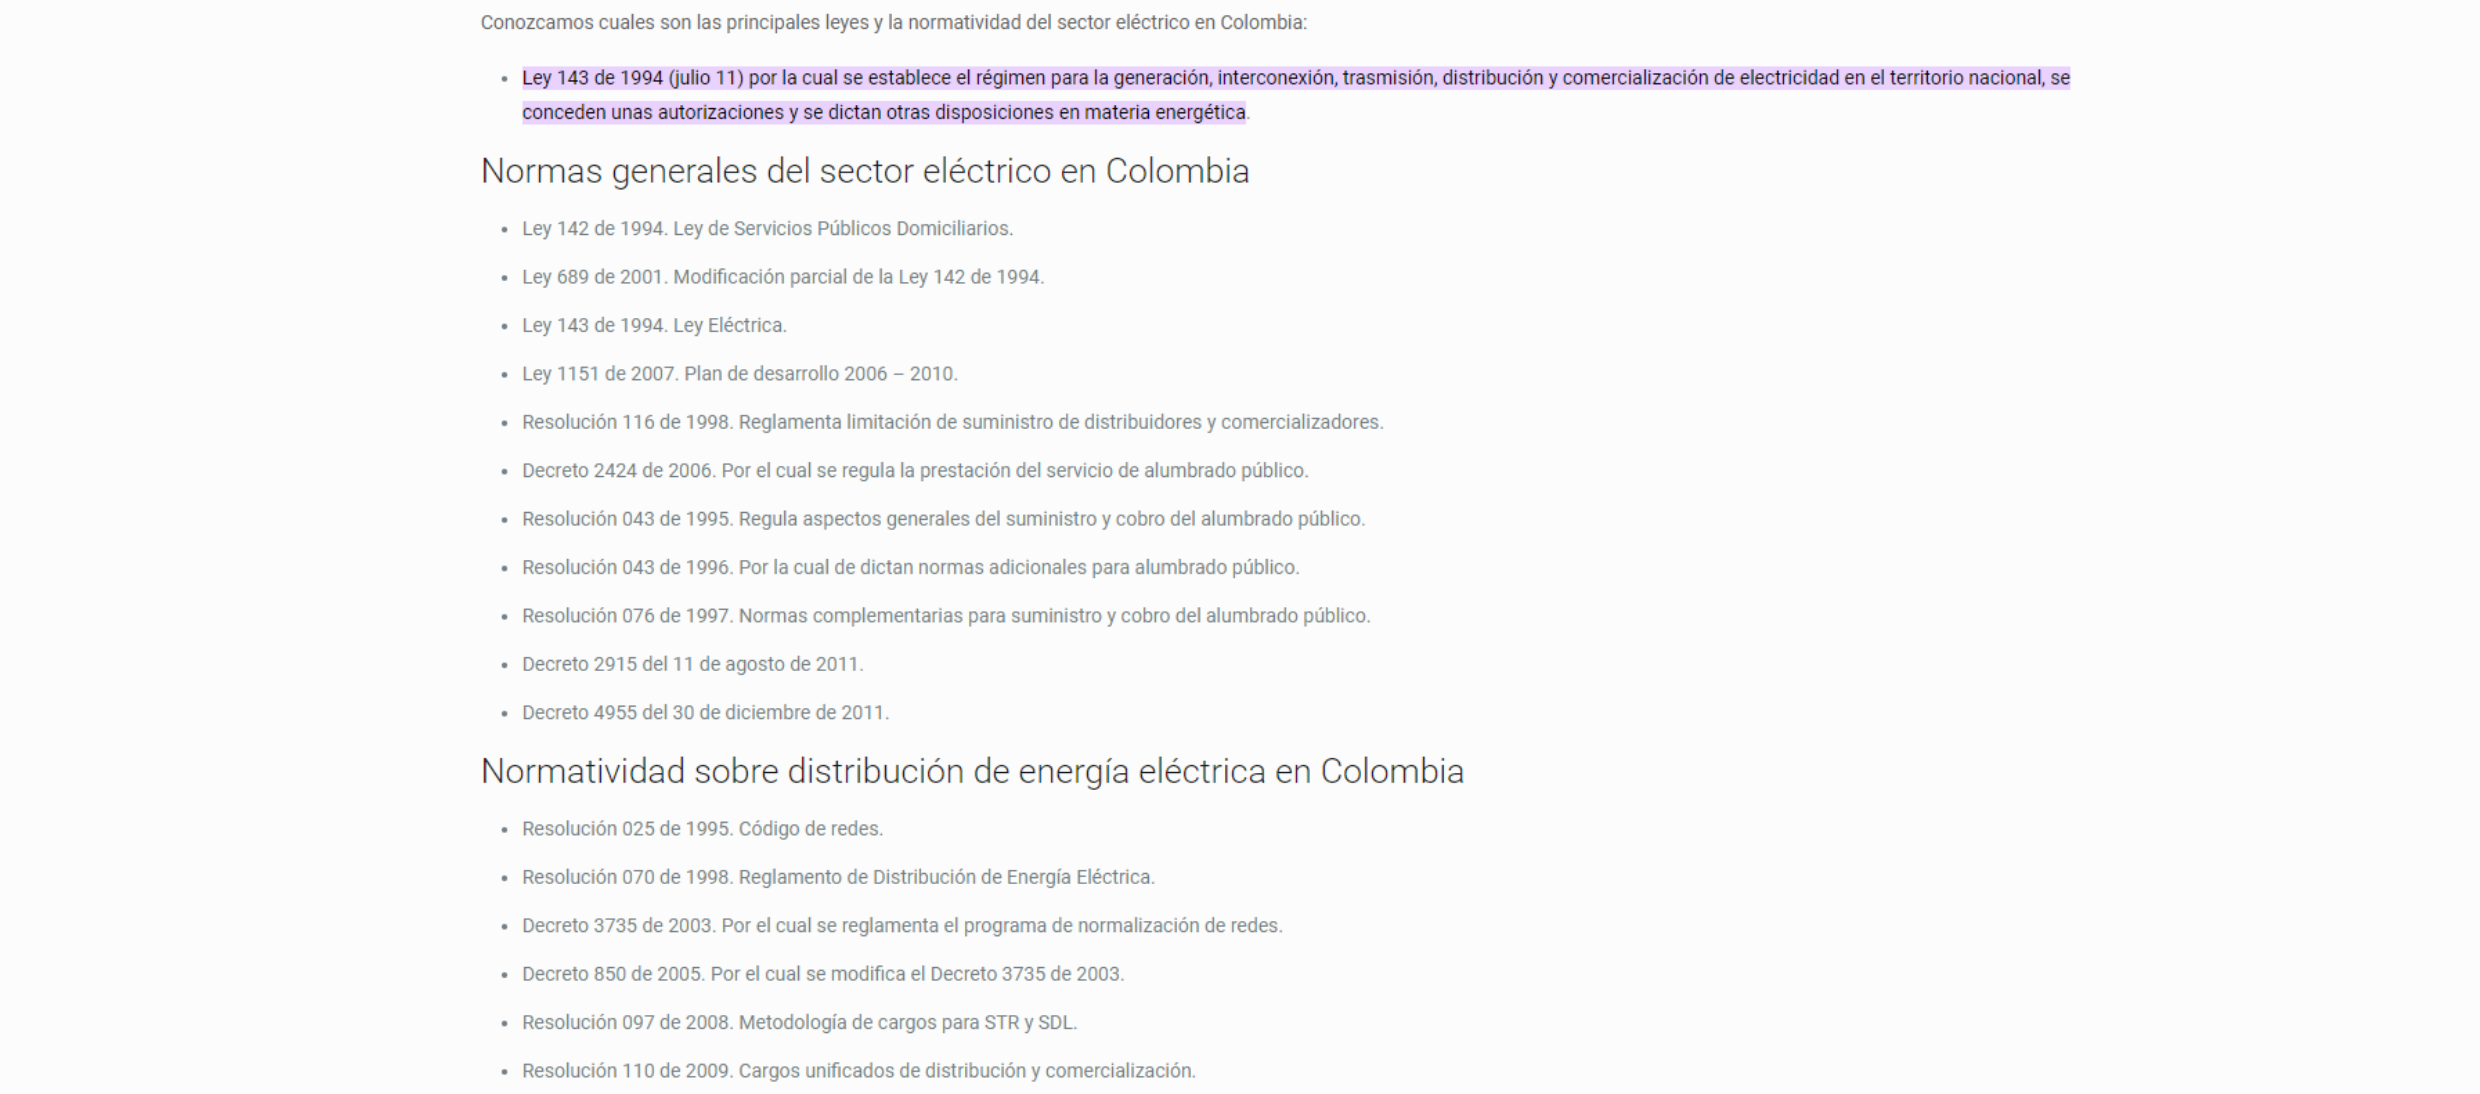 Conozcamos cuales son las principales leyes y la normatividad del sector eléctrico en Colombia:
Ley 143 de 1994 (julio 11) por la cual se establece el régimen para la generación, interconexión, trasmisión, distribución y comercialización de electricidad en el territorio nacional, se
conceden unas autorizaciones y se dictan otras disposiciones en materia energética.
Normas generales del sector eléctrico en Colombia
Ley 142 de 1994. Ley de Servicios Públicos Domiciliarios.
Ley 689 de 2001. Modificación parcial de la Ley 142 de 1994.
Ley 143 de 1994. Ley Eléctrica.
Ley 1151 de 2007. Plan de desarrollo 2006 – 2010.
Resolución 116 de 1998. Reglamenta limitación de suministro de distribuidores y comercializadores.
Decreto 2424 de 2006. Por el cual se regula la prestación del servicio de alumbrado público.
Resolución 043 de 1995. Regula aspectos generales del suministro y cobro del alumbrado público.
Resolución 043 de 1996. Por la cual de dictan normas adicionales para alumbrado público.
Resolución 076 de 1997. Normas complementarias para suministro y cobro del alumbrado público.
Decreto 2915 del 11 de agosto de 2011.
Decreto 4955 del 30 de diciembre de 2011.
Normatividad sobre distribución de energía eléctrica en Colombia
Resolución 025 de 1995. Código de redes.
Resolución 070 de 1998. Reglamento de Distribución de Energía Eléctrica.
Decreto 3735 de 2003. Por el cual se reglamenta el programa de normalización de redes.
Decreto 850 de 2005. Por el cual se modifica el Decreto 3735 de 2003.
Resolución 097 de 2008. Metodología de cargos para STR y SDL.
Resolución 110 de 2009. Cargos unificados de distribución y comercialización.